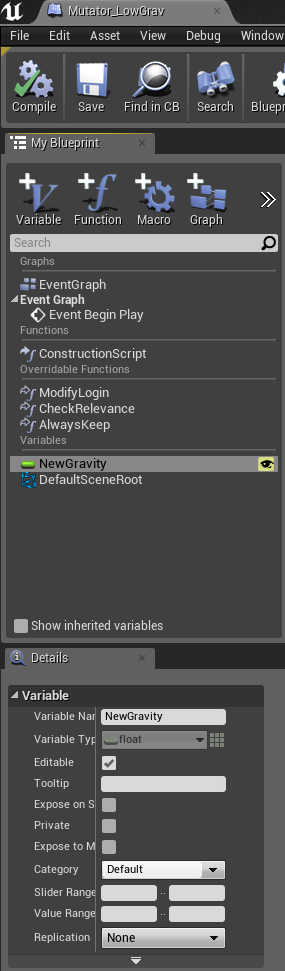 Mutator_LowGrav
File Edit Asset View Debug Window
Compile Save Find in CB Search Bluepr
My Blueprint
Variable Function Macro Graph
Search
Graphs
EventGraph
Event Graph
Event Begin Play
Functions
ConstructionScript
Overridable Functions
ModifyLogin
CheckRelevance
AlwaysKeep
Variables
NewGravity
DefaultSceneRoot
Show inherited variables
Details
Variable
Variable Nar NewGravity
Variable Typ float
Editable
Tooltip
Expose on S
Private
Expose to M
Category Default
Slider Range ..
Value Range ..
Replication None